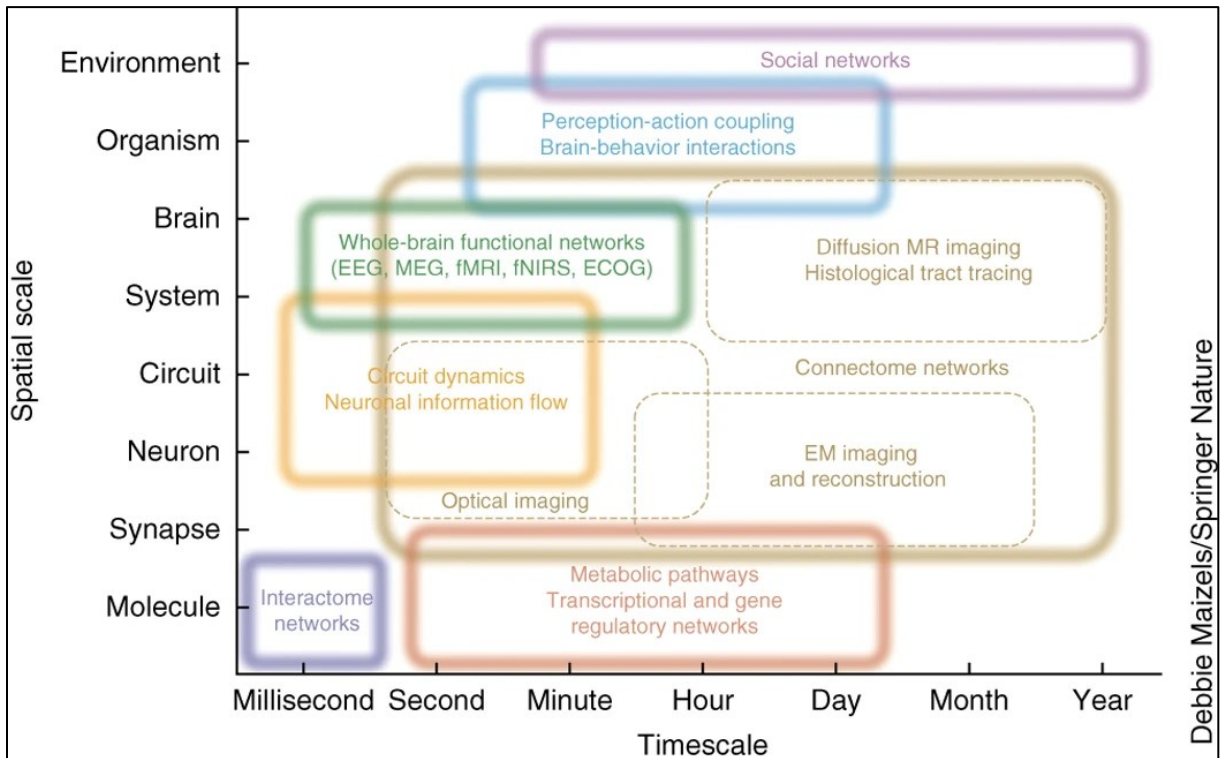 Environment
Organism
Brain
System
Circuit
Neuron
Synapse
Molecule
Spatial scale
Social networks
Perception-action coupling
Brain-behavior interactions
Whole-brain functional networks
(EEG, MEG, fMRI, fNIRS, ECOG)
Diffusion MR imaging
Histological tract tracing
Circuit dynamics
Neuronal information flow
Connectome networks
EM imaging
and reconstruction
Optical imaging
Metabolic pathways
Transcriptional and gene
regulatory networks
Interactome
networks
Millisecond Second Minute Hour Day Month Year
Timescale
Debbie Maizels/Springer Nature